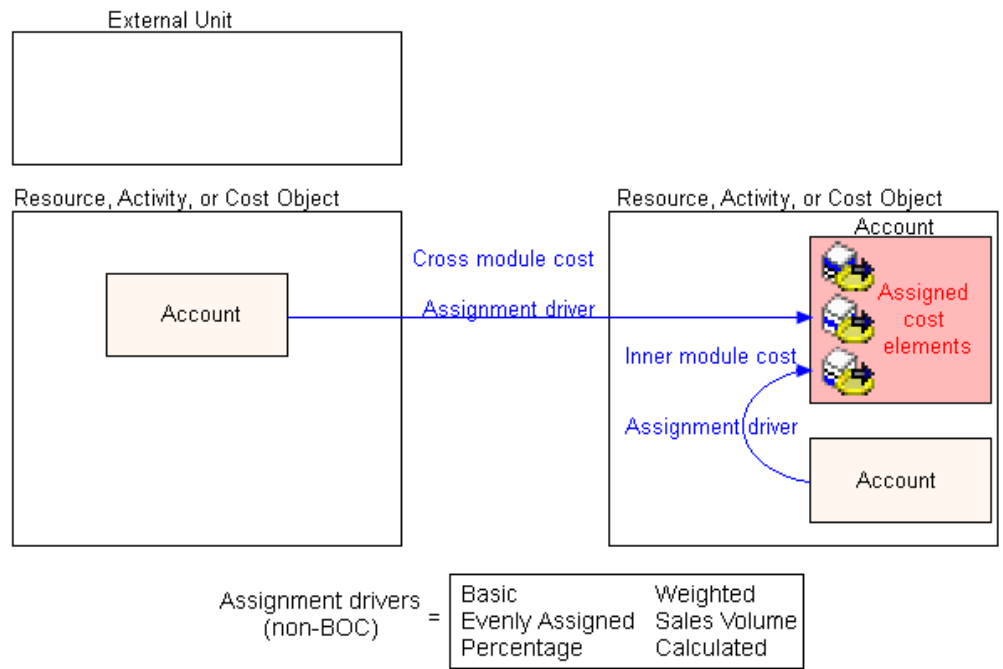 External Unit
Resource, Activity, or Cost Object
Account
Cross module cost
Assignment driver
Resource, Activity, or Cost Object
Account
Assigned
cost
elements
Inner module cost
Assignment driver
Account
Assignment drivers
(non-BOC)
=
Basic Weighted
Evenly Assigned Sales Volume
Percentage Calculated